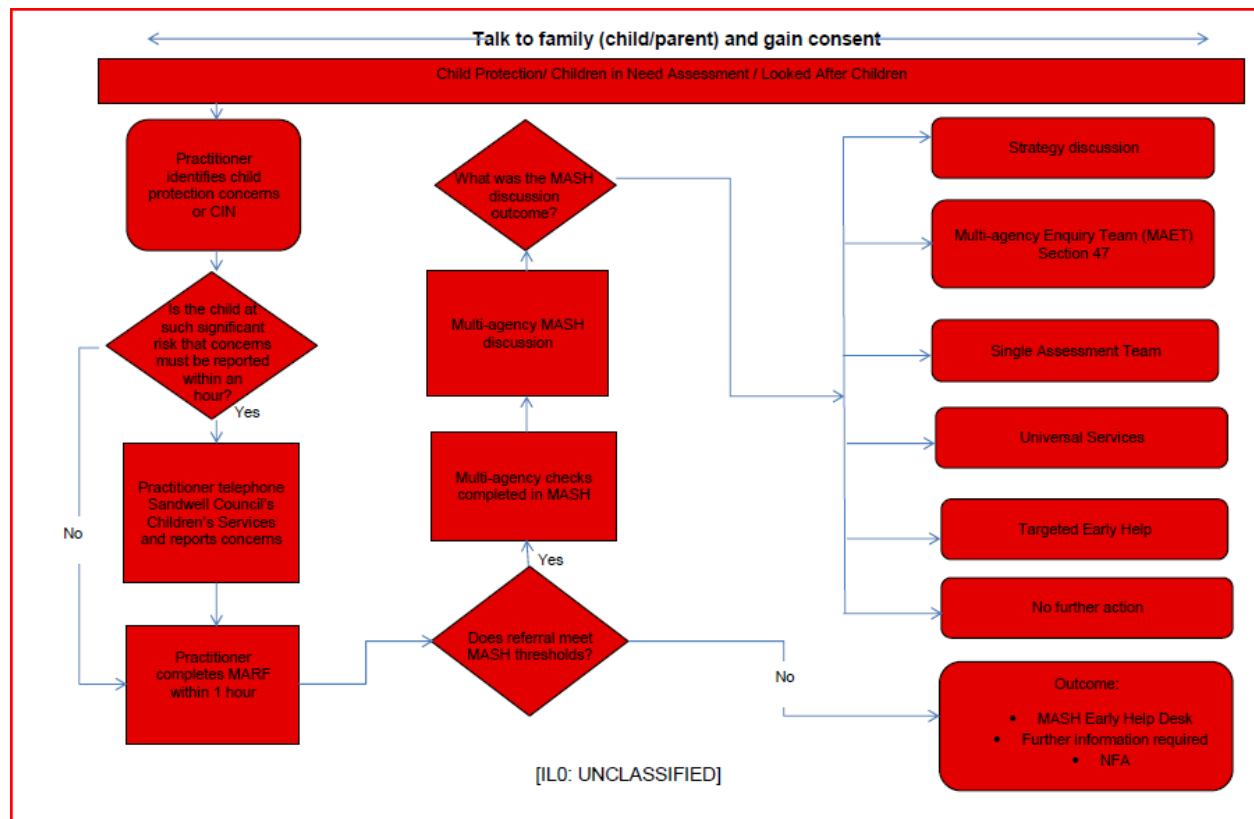 Talk to family (child/parent) and gain consent
Child Protection/ Children in Need Assessment / Looked After Children
Practitioner
identifies child
protection concerns
or CIN
Is the child at
such significant
risk that concerns
must be reported
within an
hour?
Yes
No
Practitioner telephone
Sandwell Council's
Children's Services
and reports concerns
Practitioner
completes MARF
within 1 hour
Does referral meet
MASH thresholds?
Yes
No
Multi-agency checks
completed in MASH
Multi-agency MASH
discussion
What was the MASH
discussion
outcome?
Strategy discussion
Multi-agency Enquiry Team (MAET)
Section 47
Single Assessment Team
Universal Services
Targeted Early Help
No further action
Outcome:
• MASH Early Help Desk
• Further information required
• NFA
[IL0: UNCLASSIFIED]